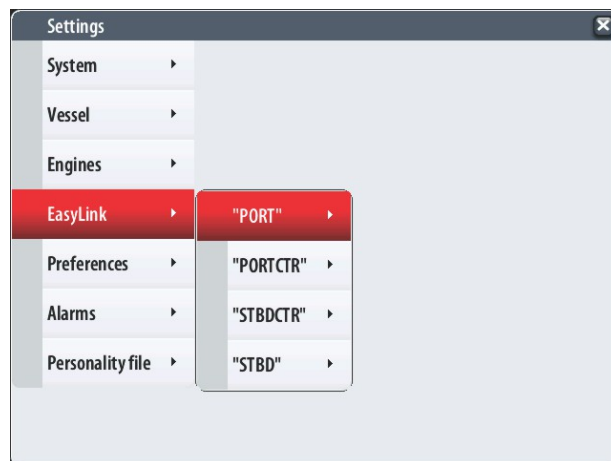 Settings
System
Vessel
Engines
EasyLink
Preferences
Alarms
Personality file
"PORT"
"PORTCTR"
"STBDCTR"
"STBD"